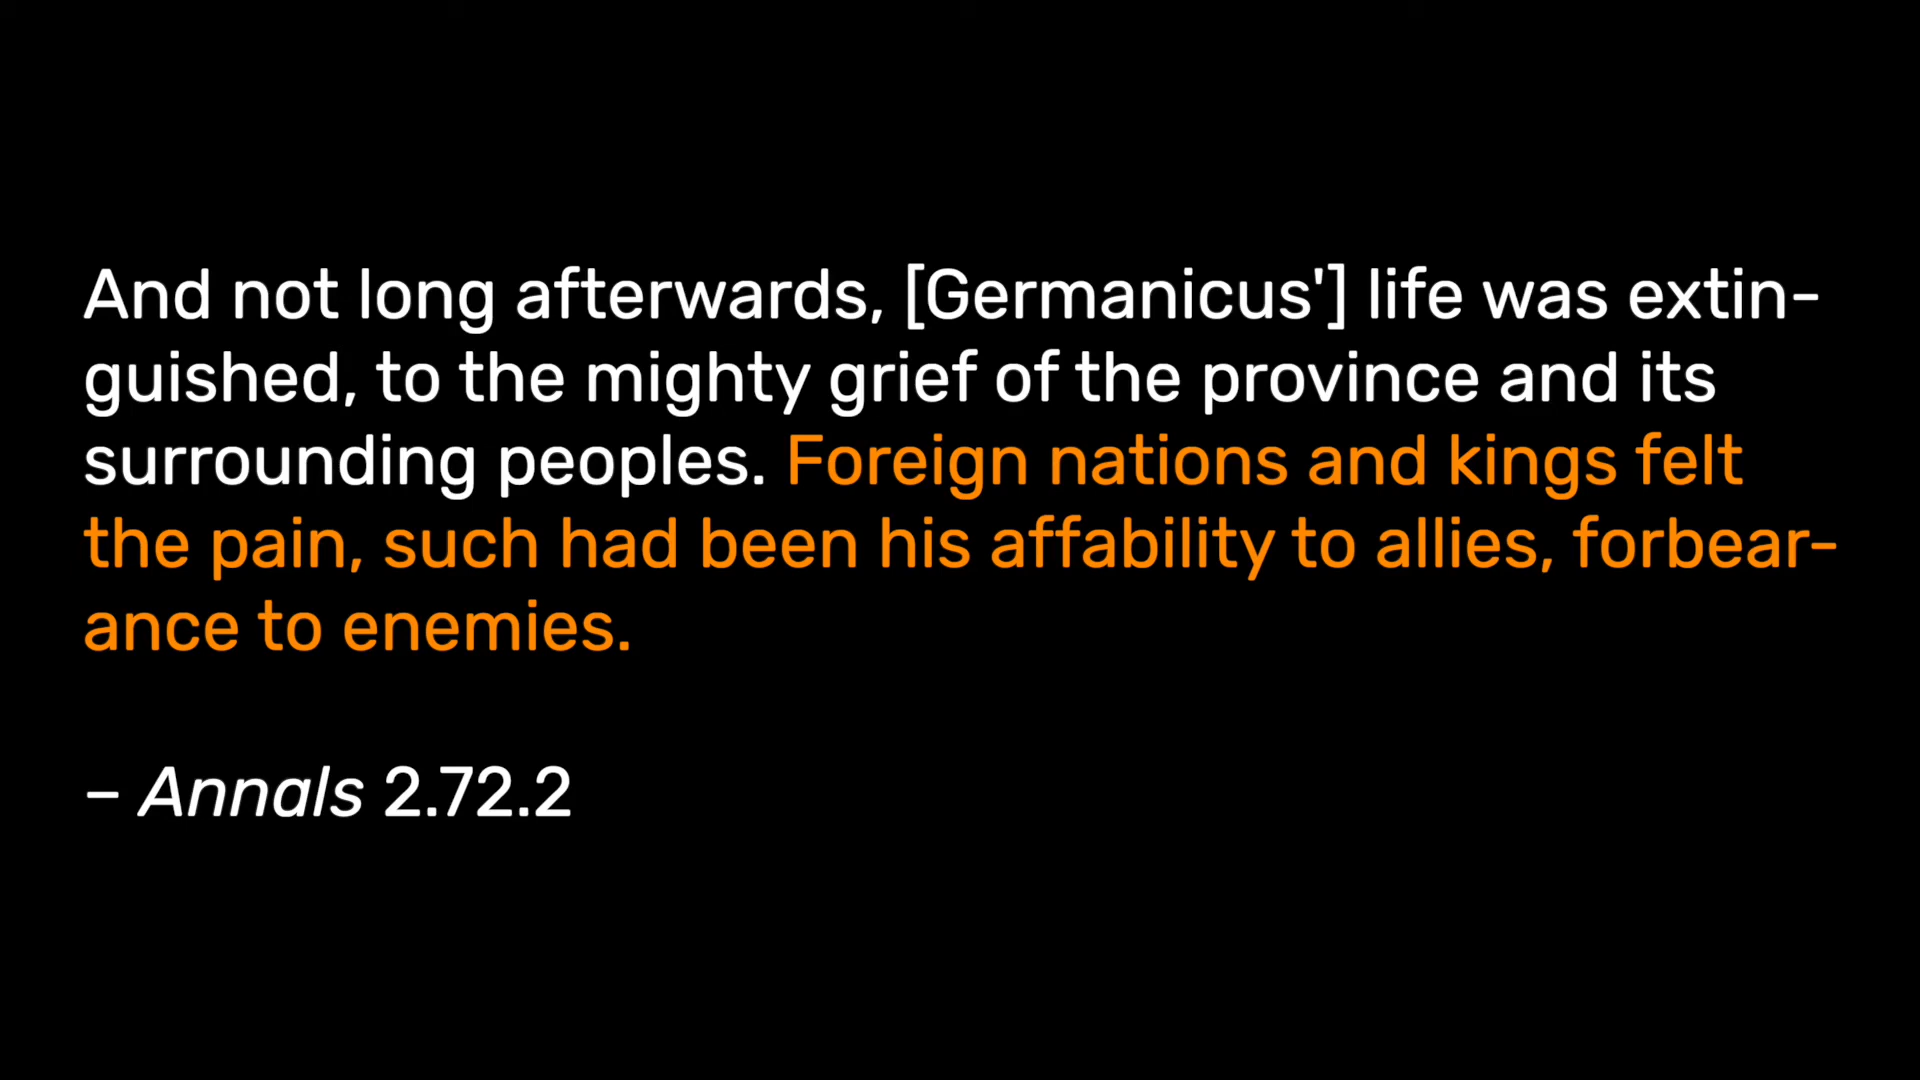 And not long afterwards, [Germanicus'] life was extin-
guished, to the mighty grief of the province and its
surrounding peoples. Foreign nations and kings felt
the pain, such had been his affability to allies, forbear-
ance to enemies.
– Annals 2.72.2